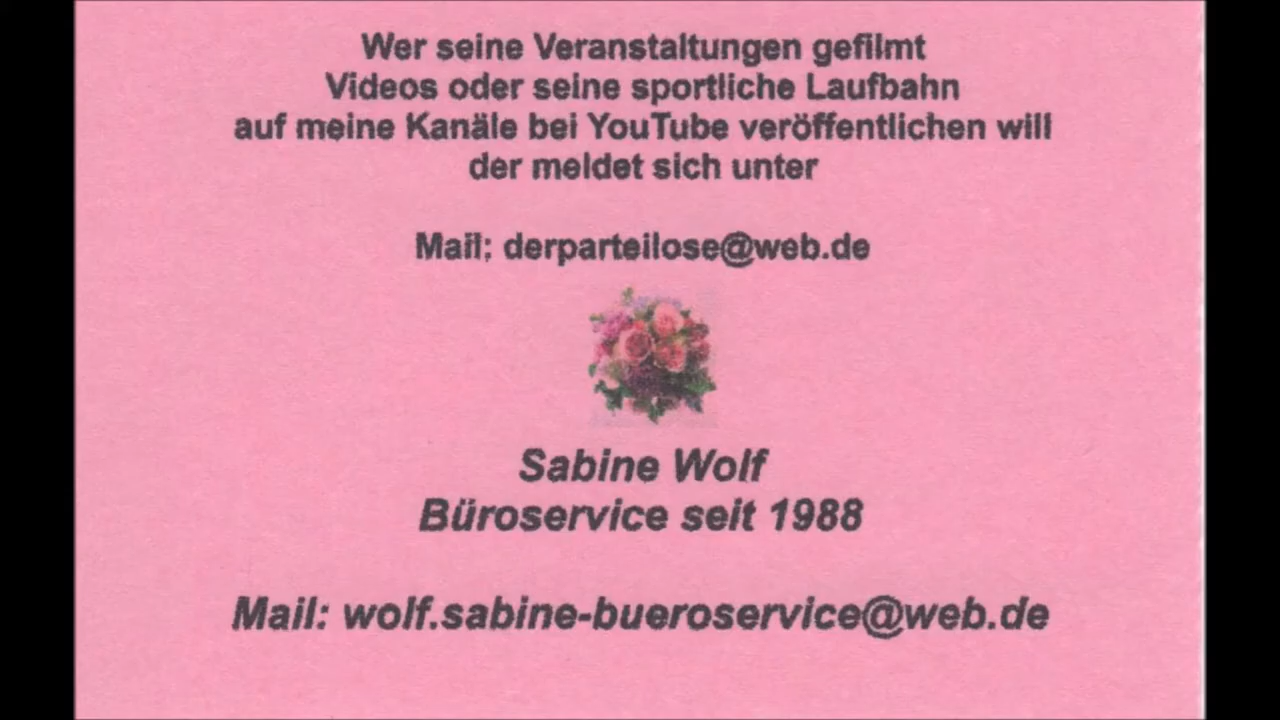 Wer seine Veranstaltungen gefilmt
Videos oder seine sportliche Laufbahn
auf meine Kanäle bei YouTube veröffentlichen will
der meldet sich unter
Mail: derparteilose@web.de
Sabine Wolf
Büroservice seit 1988
Mail: wolf.sabine-bueroservice@web.de